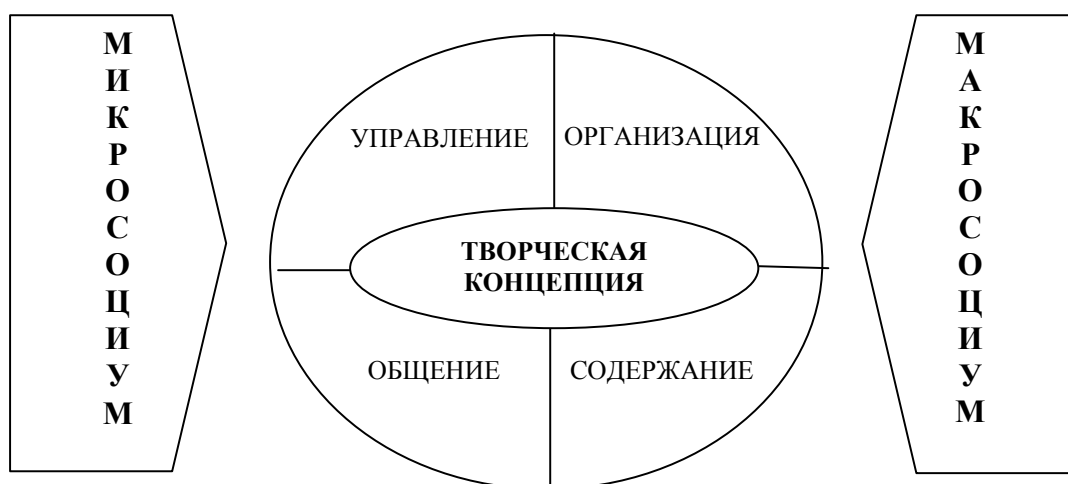 МИКРОСОЦИУМ
УПРАВЛЕНИЕ
ОРГАНИЗАЦИЯ
ТВОРЧЕСКАЯ
КОНЦЕПЦИЯ
ОБЩЕНИЕ
СОДЕРЖАНИЕ
МАКРОСОЦИУМ